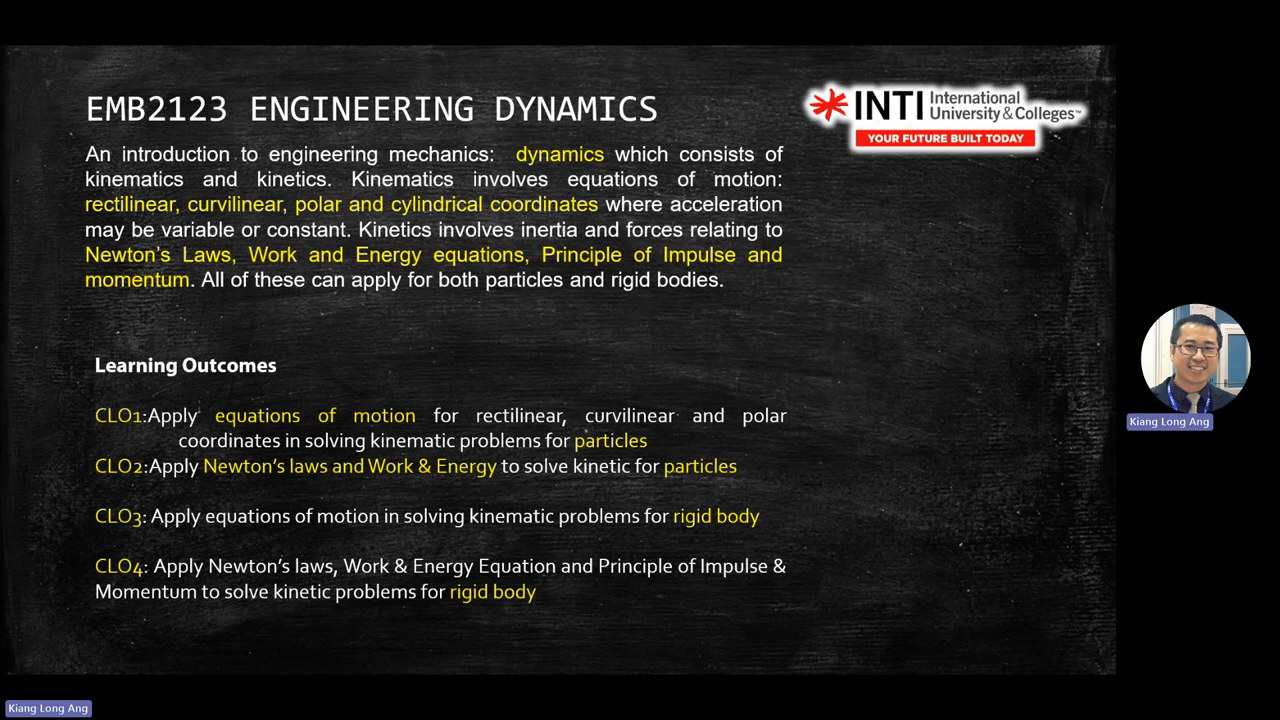 EMB2123 ENGINEERING DYNAMICS
INTI International
University & Colleges™
YOUR FUTURE BUILT TODAY
An introduction to engineering mechanics: dynamics which consists of
kinematics and kinetics. Kinematics involves equations of motion:
rectilinear, curvilinear, polar and cylindrical coordinates where acceleration
may be variable or constant. Kinetics involves inertia and forces relating to
Newton's Laws, Work and Energy equations, Principle of Impulse and
momentum. All of these can apply for both particles and rigid bodies.
Learning Outcomes
CLO1:Apply equations of motion for rectilinear, curvilinear and polar
coordinates in solving kinematic problems for particles
CLO2:Apply Newton's laws and Work & Energy to solve kinetic for particles
CLO3: Apply equations of motion in solving kinematic problems for rigid body
CLO4: Apply Newton's laws, Work & Energy Equation and Principle of Impulse &
Momentum to solve kinetic problems for rigid body
Kiang Long Ang
Kiang Long Ang